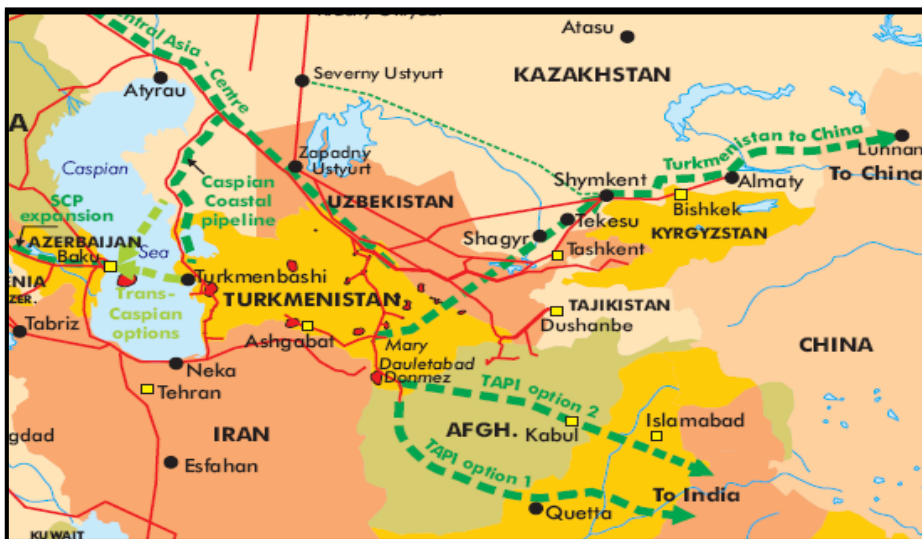 Central Asia - Centre
Atasu
Severny Ustyurt
KAZAKHSTAN
Atyrau
A
Lunnan
Turkmenistan to China
Zapadny
Ustyurt
To China
Caspian
Shymkent
Almaty
Caspian
Coastal
pipeline
UZBEKISTAN
Bishkek
SCP
expansion
Tekesu
KYRGYZSTAN
Shagyr
AZERBAIJAN
Tashkent
Baku
Sea
Turkmenbashi
ENIA
ZER.
Trans-
Caspian
options
TURKMENISTAN
TAJIKISTAN
Tabriz
Dushanbe
Ashgabat
Mary
CHINA
Dauletabad
Donmez
Neka
Tehran
TAPI option 2
Islamabad
AFGH.
Kabul
IRAN
gdad
Esfahan
TAPI option 1
To India
Quetta
KUWAIT